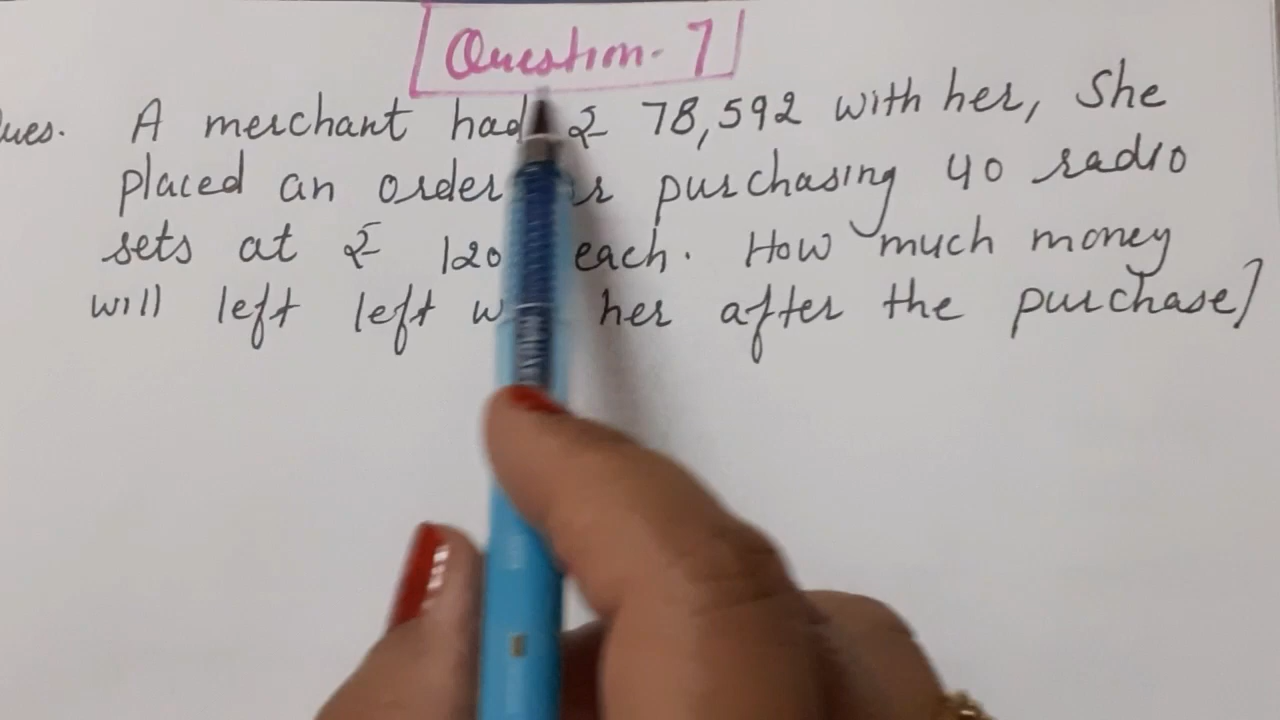 Question- 7
ues. A merchant had ₹ 78,592 with her, She
placed an order purchasing 40 radio
sets at ₹ 120 each. How much money
will left left her after the purchase]